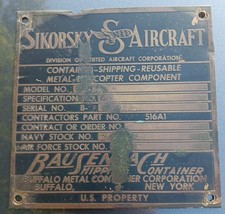 SIKORSKY AIRCRAFT
DIVISION OF UNITED AIRCRAFT CORPORATION
CONTAINER-SHIPPING-REUSABLE
METAL-HELICOPTER COMPONENT
MODEL NO.
SPECIFICATION
SERIAL NO. B-
CONTRACTORS PART NO. S16A1
CONTRACT OR ORDER NO.
NAVY STOCK NO.
AIR FORCE STOCK NO.
SHIPPING CONTAINER
BUFFALO METAL CONTAINER CORPORATION
BUFFALO, NEW YORK
U.S. PROPERTY